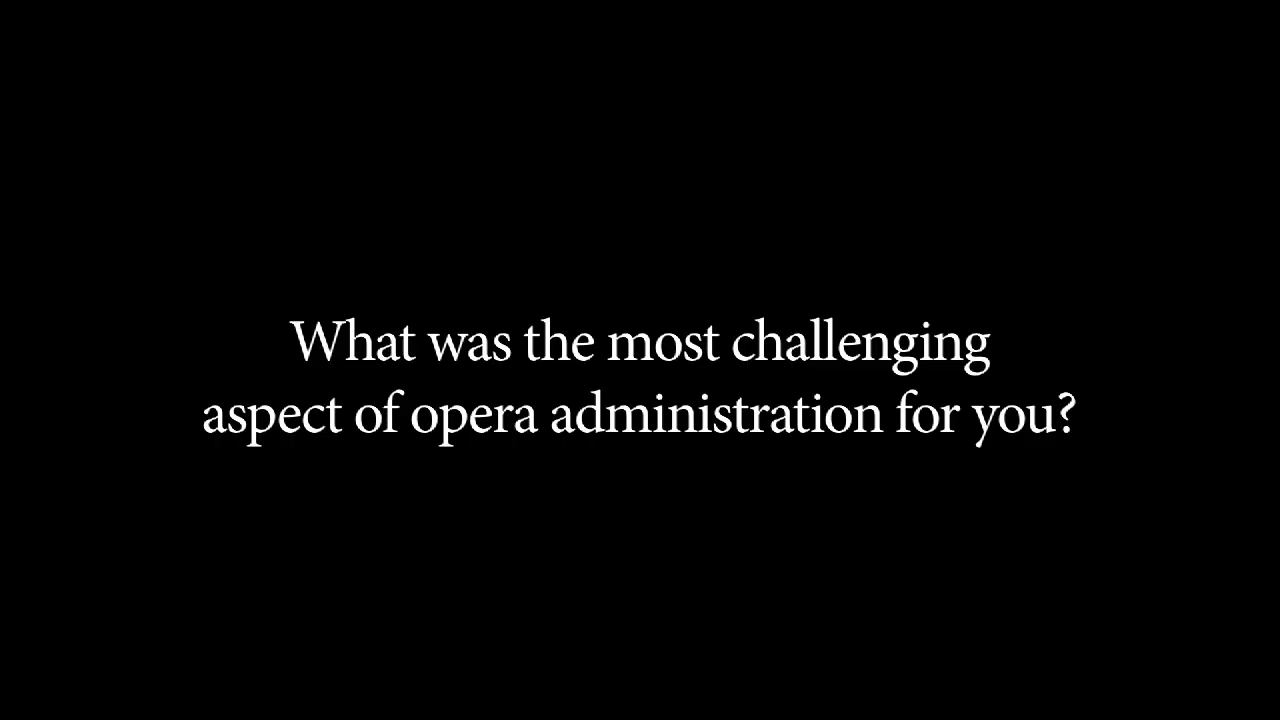 What was the most challenging
aspect of opera administration for you?